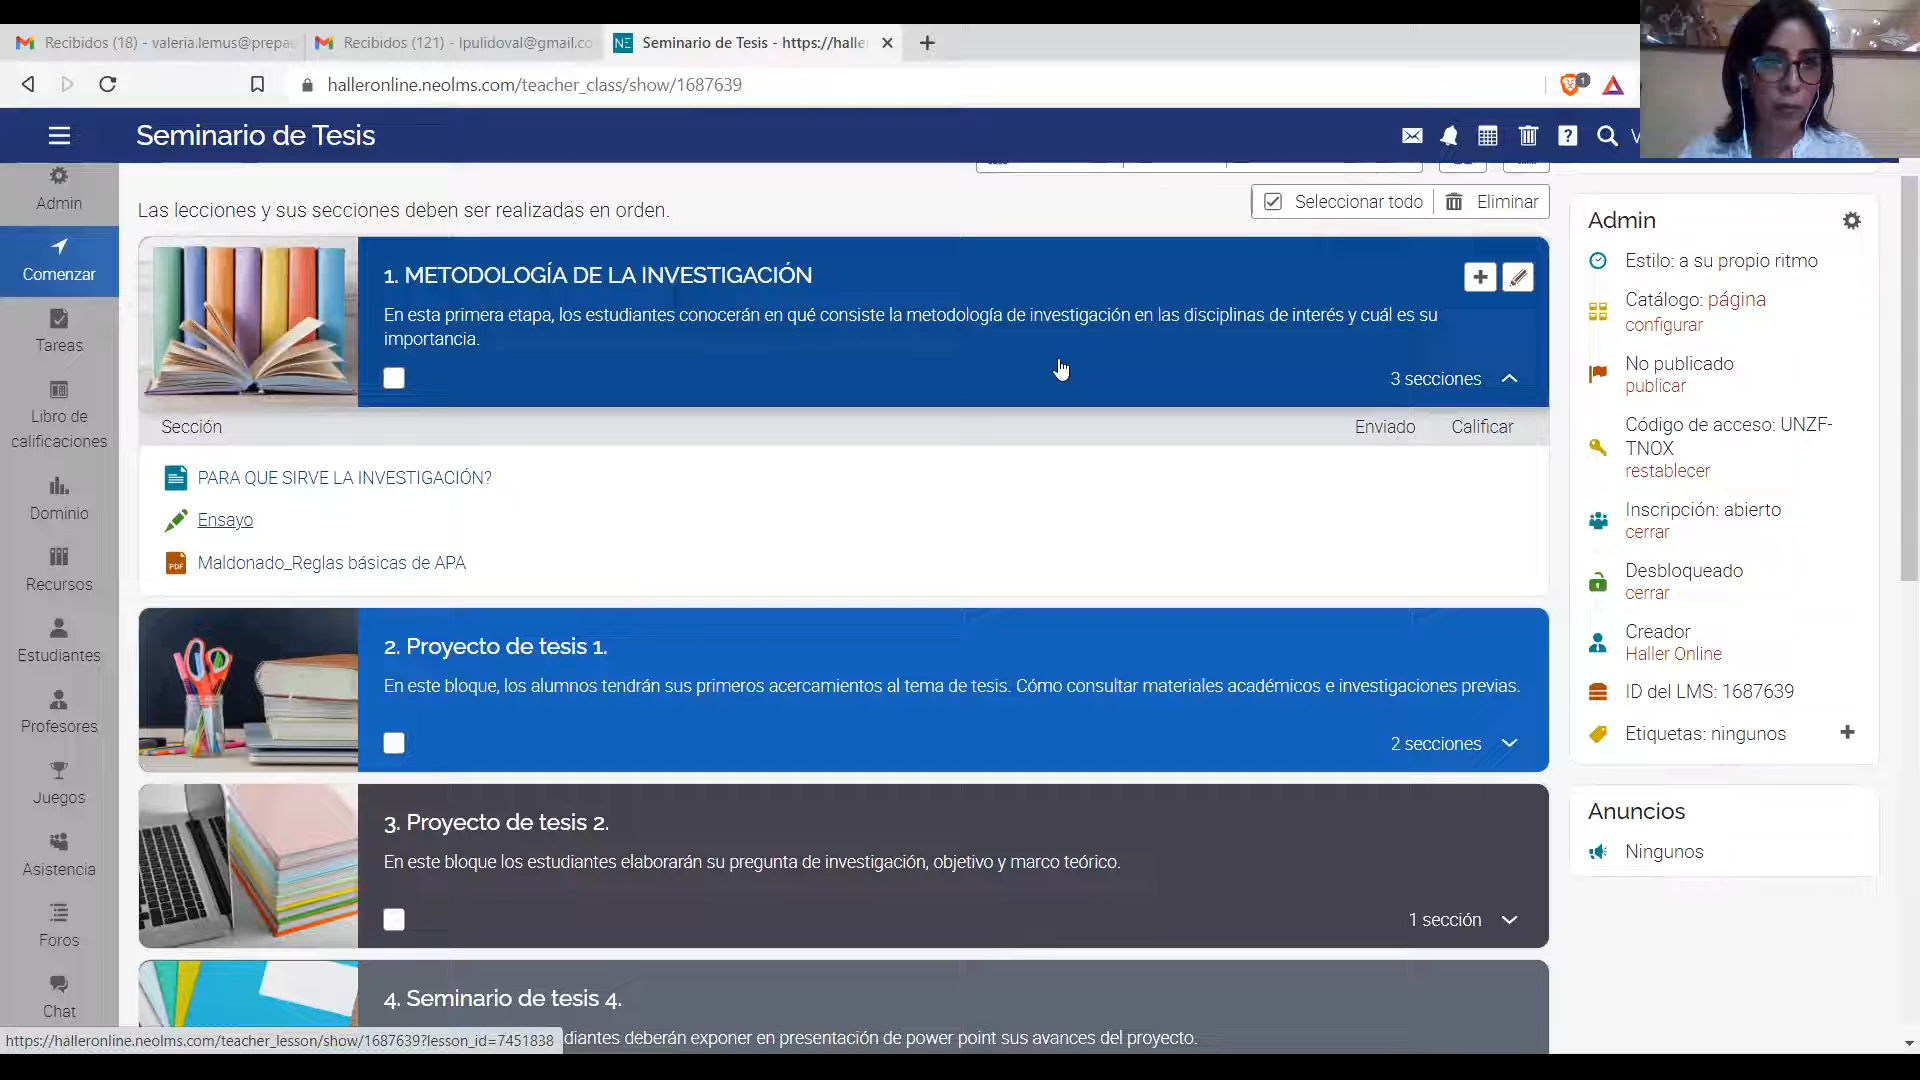 Recibidos (18) - valeria.lemus@prepa
Recibidos (121) - lpulidoval@gmail.co
Seminario de Tesis - https://halle
halleronline.neolms.com/teacher_class/show/1687639
1
Seminario de Tesis
V
Admin
Comenzar
Tareas
Libro de
calificaciones
Dominio
Recursos
Estudiantes
Profesores
Juegos
Asistencia
Foros
Chat
Las lecciones y sus secciones deben ser realizadas en orden.
Seleccionar todo
Eliminar
1. METODOLOGÍA DE LA INVESTIGACIÓN
En esta primera etapa, los estudiantes conocerán en qué consiste la metodología de investigación en las disciplinas de interés y cuál es su
importancia.
3 secciones
Sección
Enviado
Calificar
PARA QUE SIRVE LA INVESTIGACIÓN?
Ensayo
PDF
Maldonado_Reglas básicas de APA
2. Proyecto de tesis 1.
En este bloque, los alumnos tendrán sus primeros acercamientos al tema de tesis. Cómo consultar materiales académicos e investigaciones previas.
2 secciones
3. Proyecto de tesis 2.
En este bloque los estudiantes elaborarán su pregunta de investigación, objetivo y marco teórico.
1 sección
4. Seminario de tesis 4.
diantes deberán exponer en presentación de power point sus avances del proyecto.
Admin
Estilo: a su propio ritmo
Catálogo: página
configurar
No publicado
publicar
Código de acceso: UNZF-
TNOX
restablecer
Inscripción: abierto
cerrar
Desbloqueado
cerrar
Creador
Haller Online
ID del LMS: 1687639
Etiquetas: ningunos
Anuncios
Ningunos
https://halleronline.neolms.com/teacher_lesson/show/1687639?lesson_id=7451838